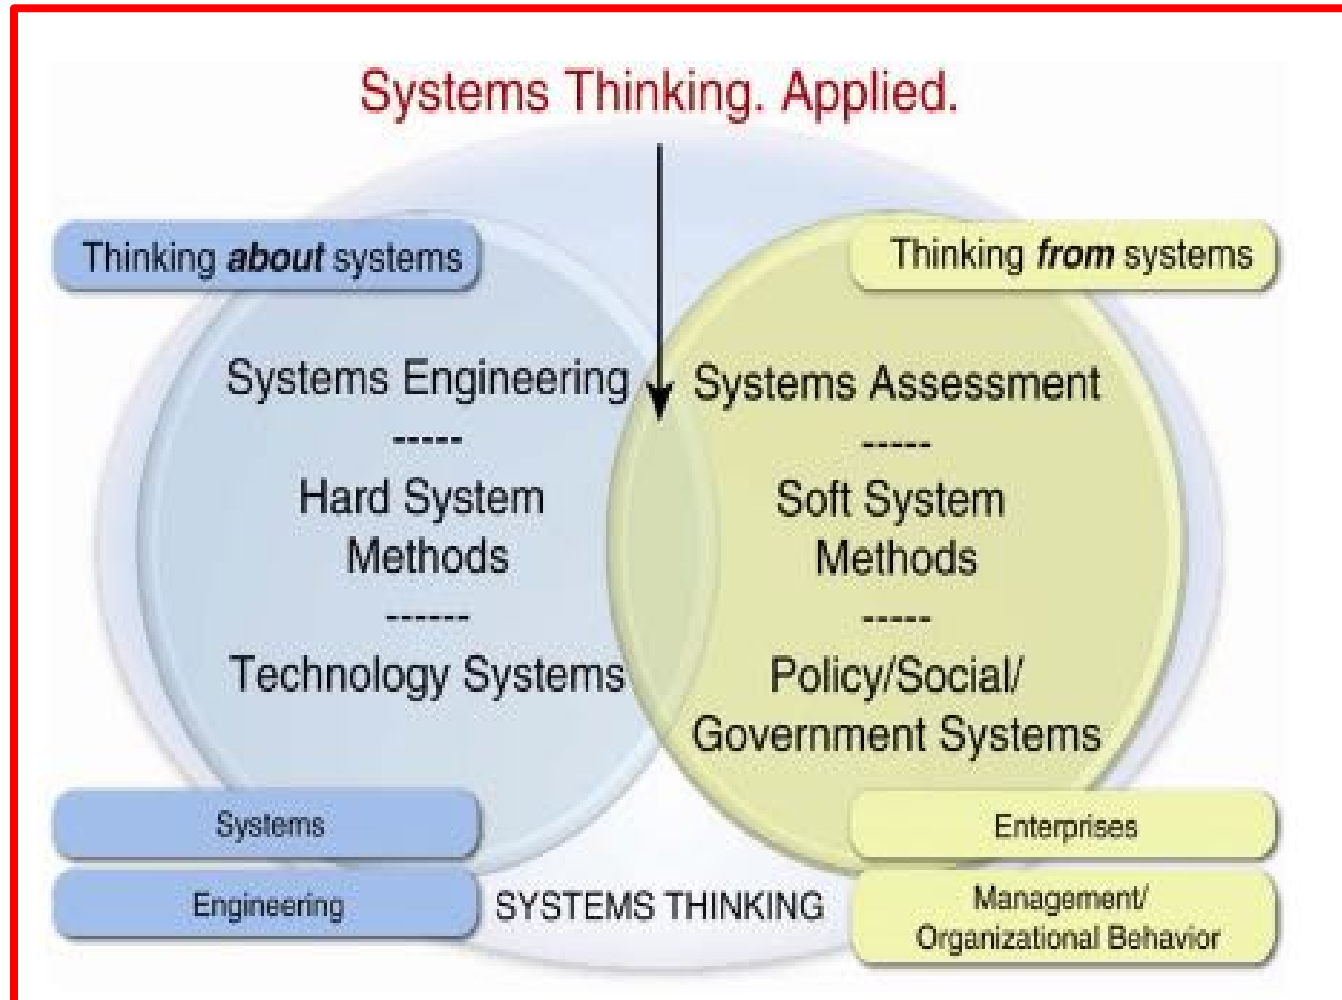 Systems Thinking. Applied.
Thinking about systems
Thinking from systems
Systems Engineering
-----
Hard System
Methods
------
Technology Systems
Systems Assessment
-----
Soft System
Methods
-----
Policy/Social/
Government Systems
Systems
Engineering
SYSTEMS THINKING
Enterprises
Management/
Organizational Behavior